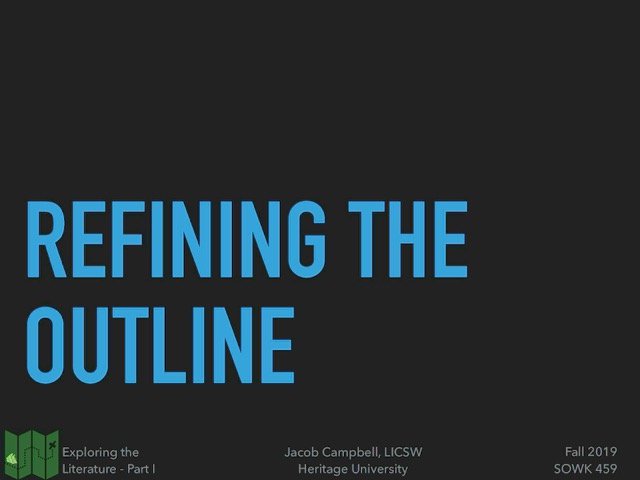 REFINING THE
OUTLINE
Exploring the
Literature - Part I
Jacob Campbell, LICSW
Heritage University
Fall 2019
SOWK 459